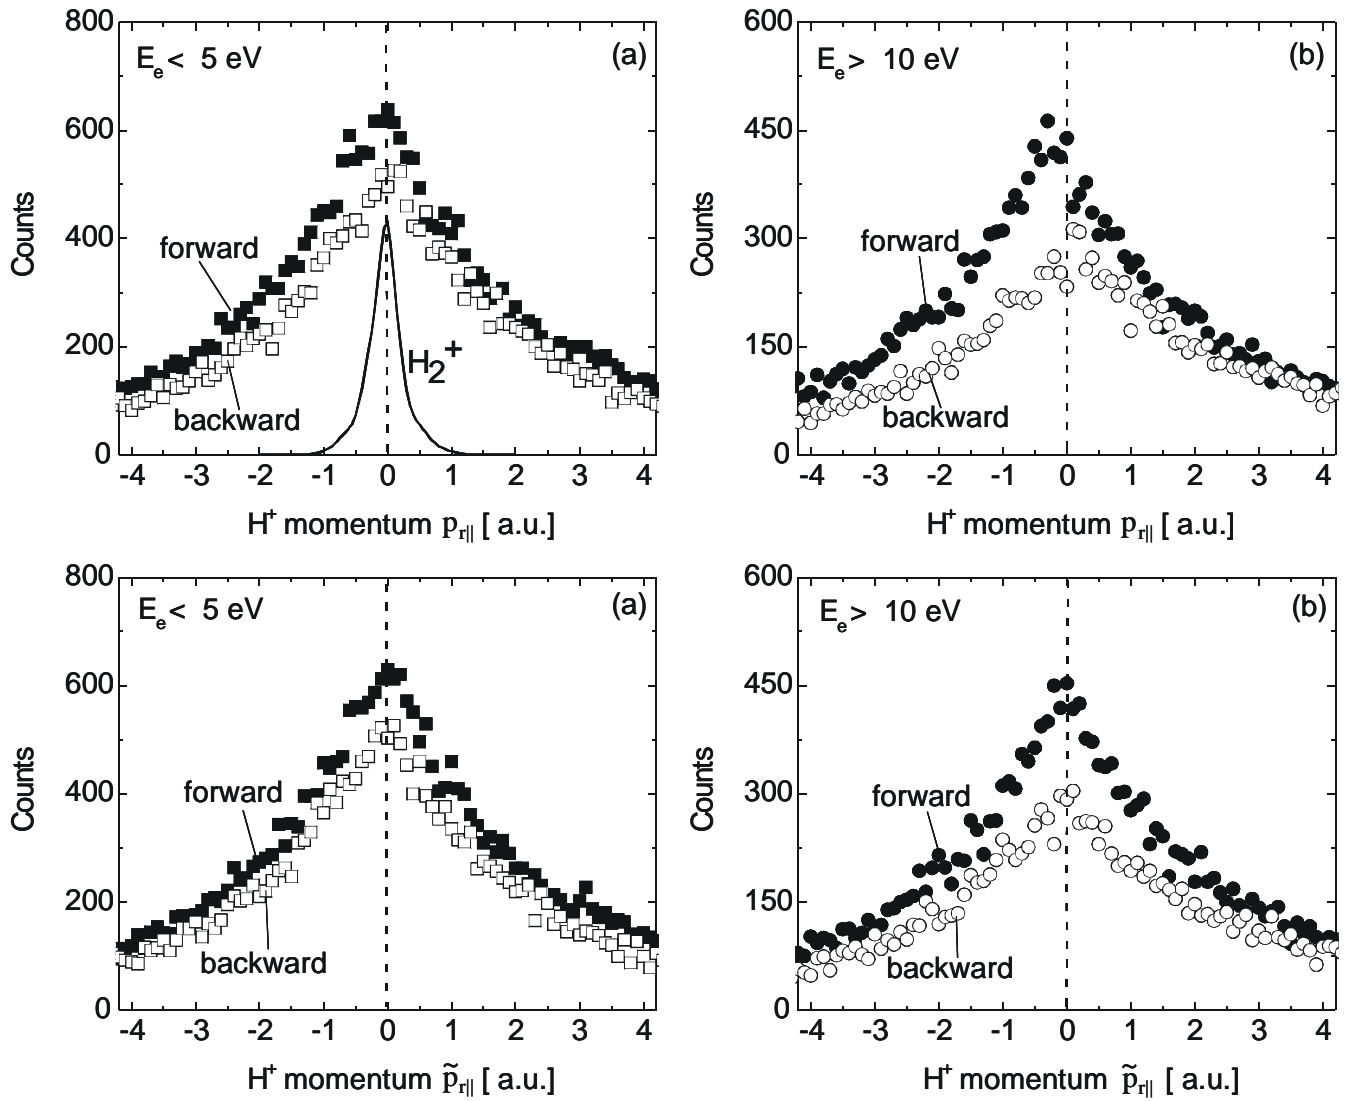 800
600
400
200
0
Counts
E_e < 5 eV
(a)
forward
backward
H_2^+
-4 -3 -2 -1 0 1 2 3 4
H^+ momentum p_r|| [ a.u.]
600
450
300
150
0
Counts
E_e > 10 eV
(b)
forward
backward
-4 -3 -2 -1 0 1 2 3 4
H^+ momentum p_r|| [ a.u.]
800
600
400
200
0
Counts
E_e < 5 eV
(a)
forward
backward
-4 -3 -2 -1 0 1 2 3 4
H^+ momentum p̃_r|| [ a.u.]
600
450
300
150
0
Counts
E_e > 10 eV
(b)
forward
backward
-4 -3 -2 -1 0 1 2 3 4
H^+ momentum p̃_r|| [ a.u.]